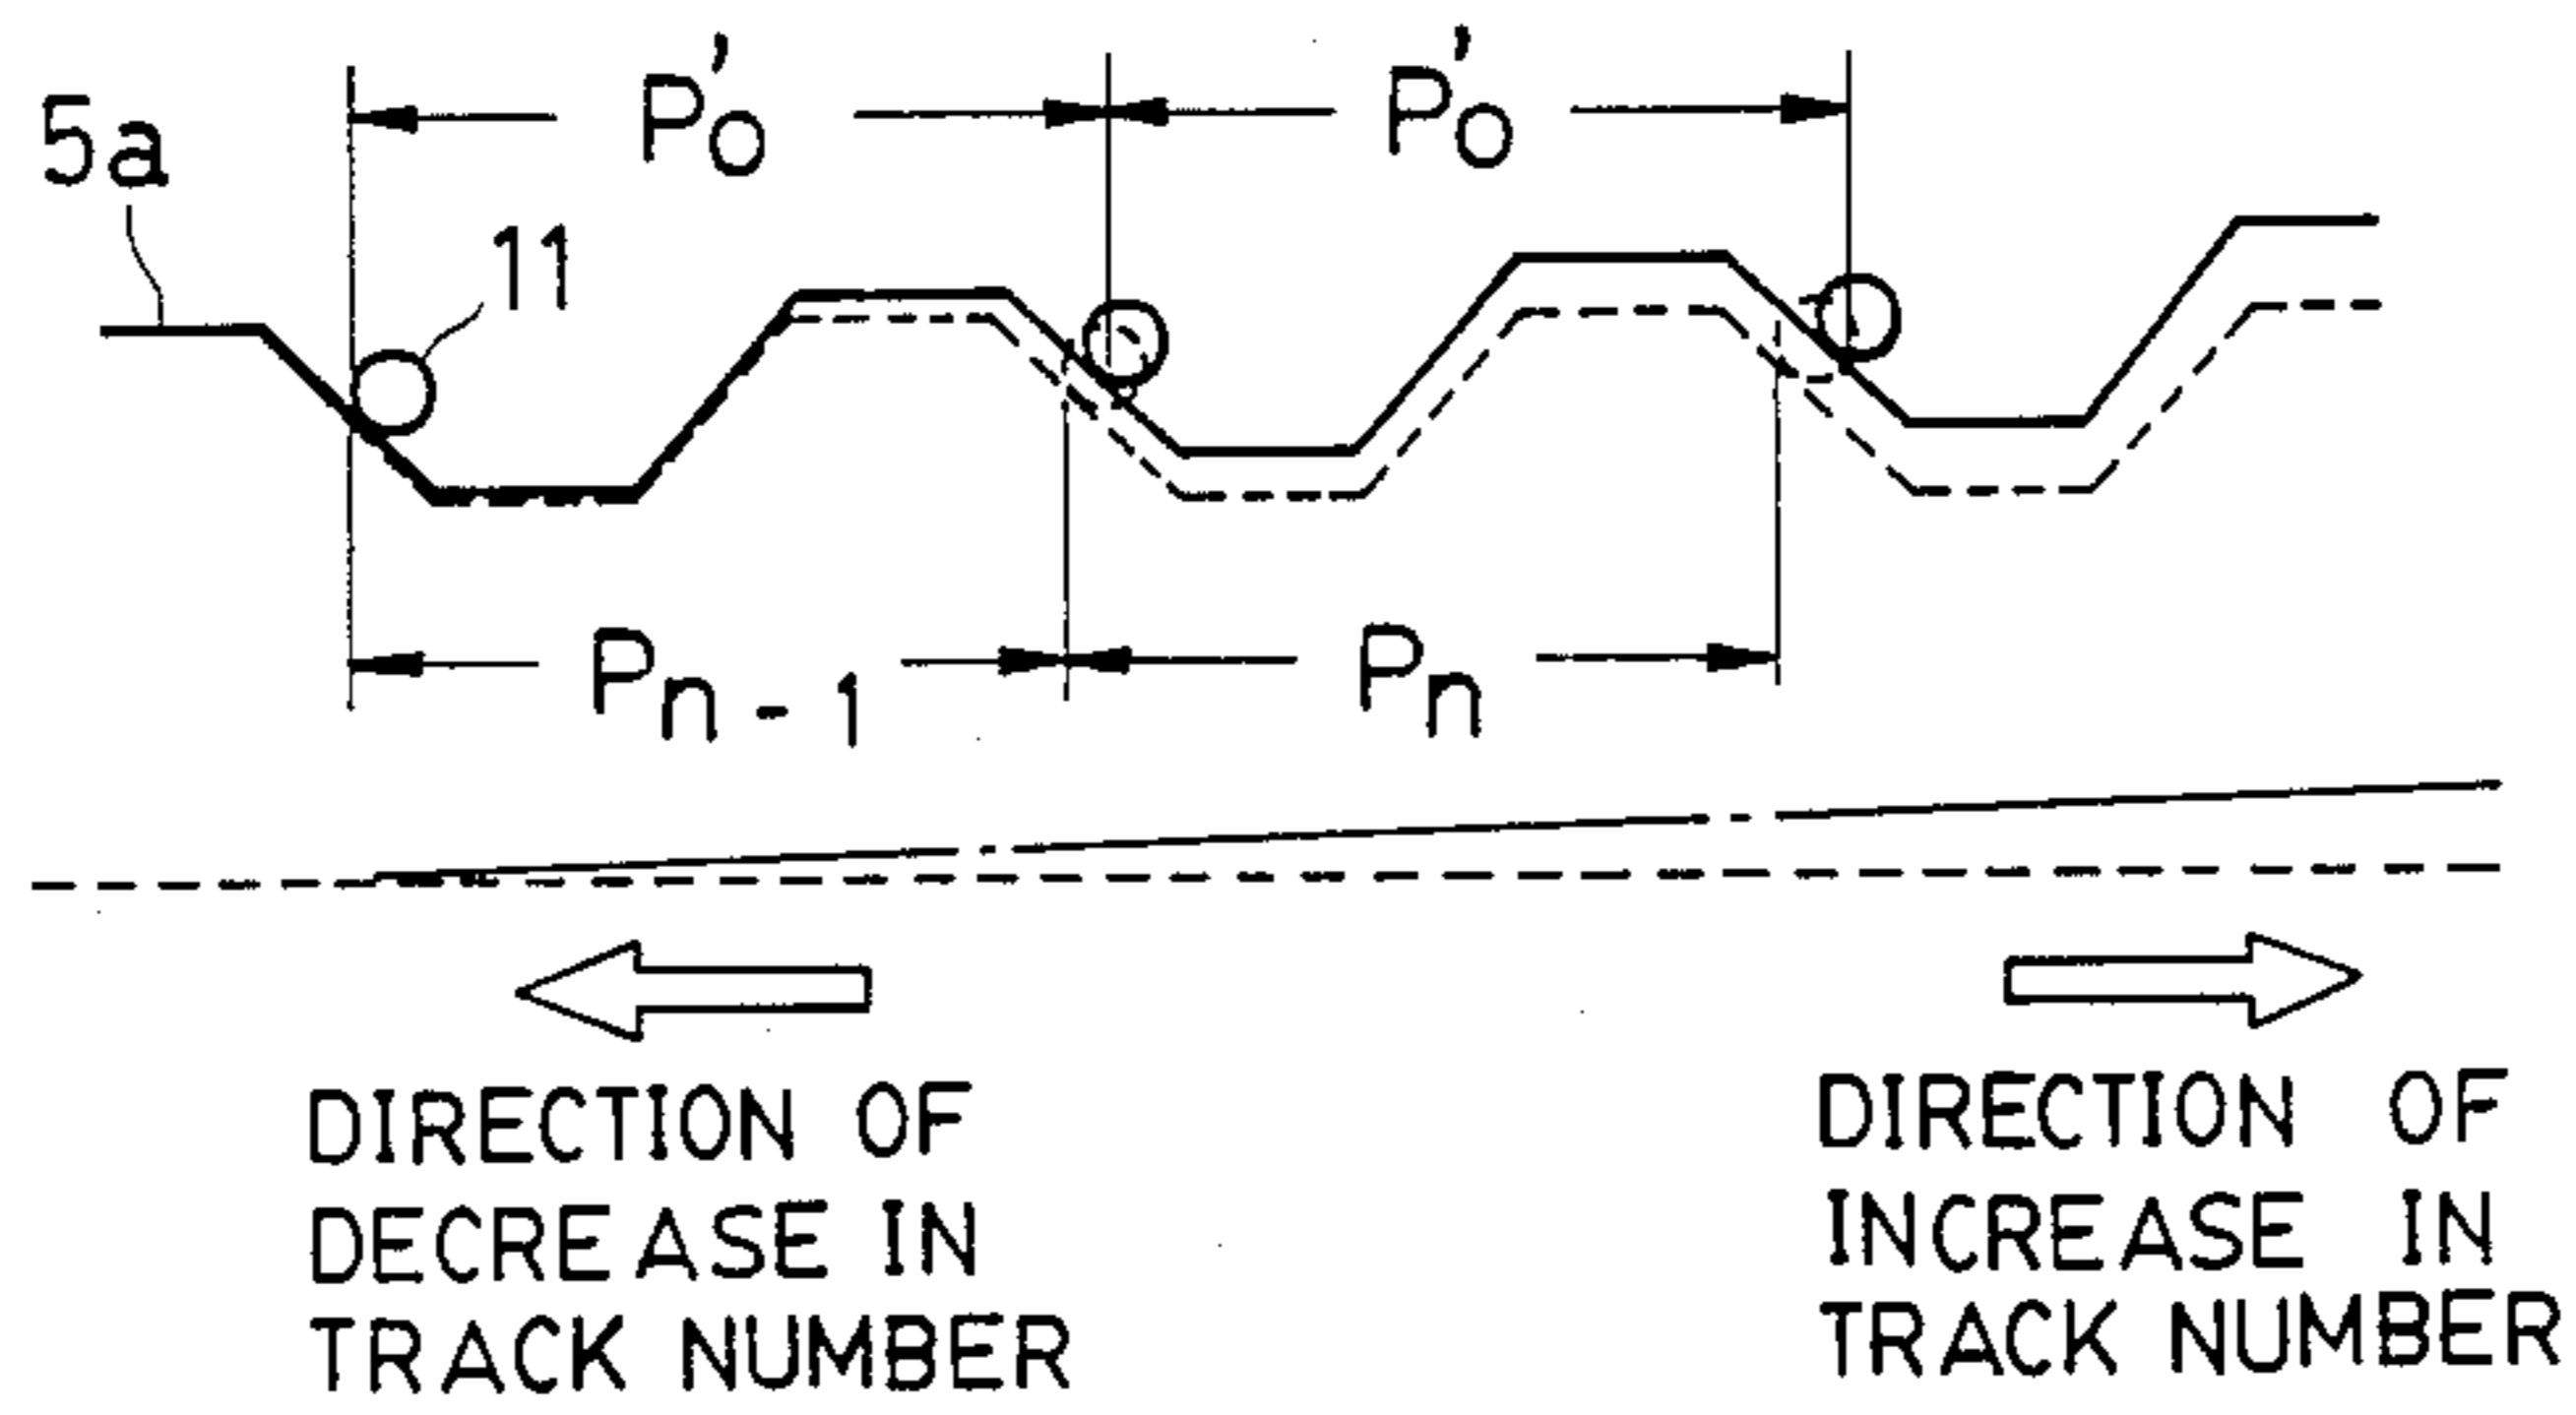 P'o P'o
5a
11
Pn-1 Pn
DIRECTION OF
DECREASE IN
TRACK NUMBER
DIRECTION OF
INCREASE IN
TRACK NUMBER